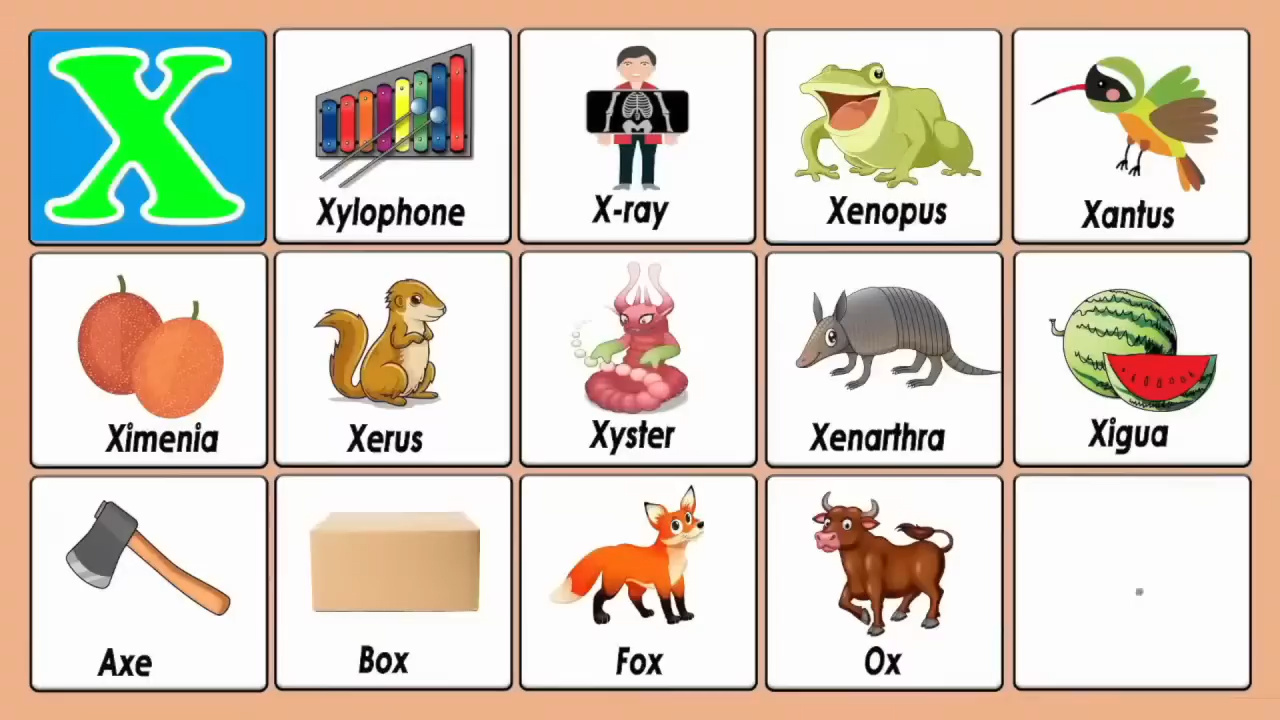 X
Xylophone
X-ray
Xenopus
Xantus
Ximenia
Xerus
Xyster
Xenarthra
Xigua
Axe
Box
Fox
Ox